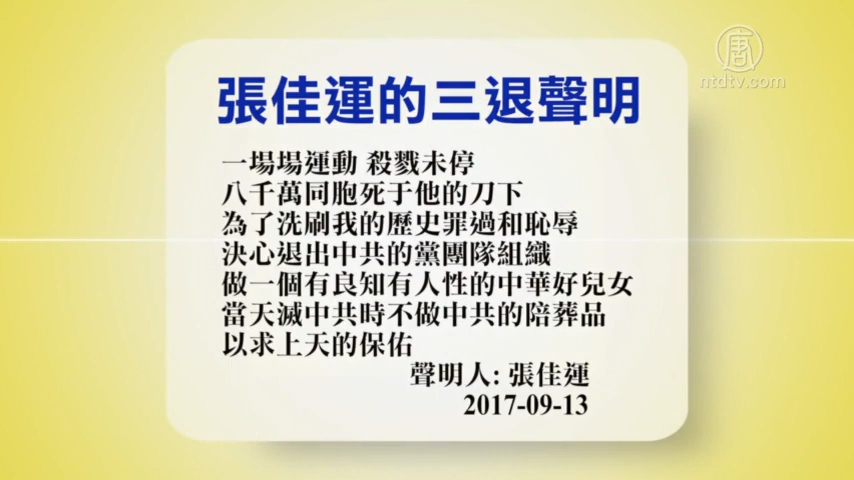 唐
ntdtv.com
張佳運的三退聲明
一場場運動 殺戮未停
八千萬同胞死于他的刀下
為了洗刷我的歷史罪過和恥辱
決心退出中共的黨團隊組織
做一個有良知有人性的中華好兒女
當天滅中共時不做中共的陪葬品
以求上天的保佑
聲明人: 張佳運
2017-09-13